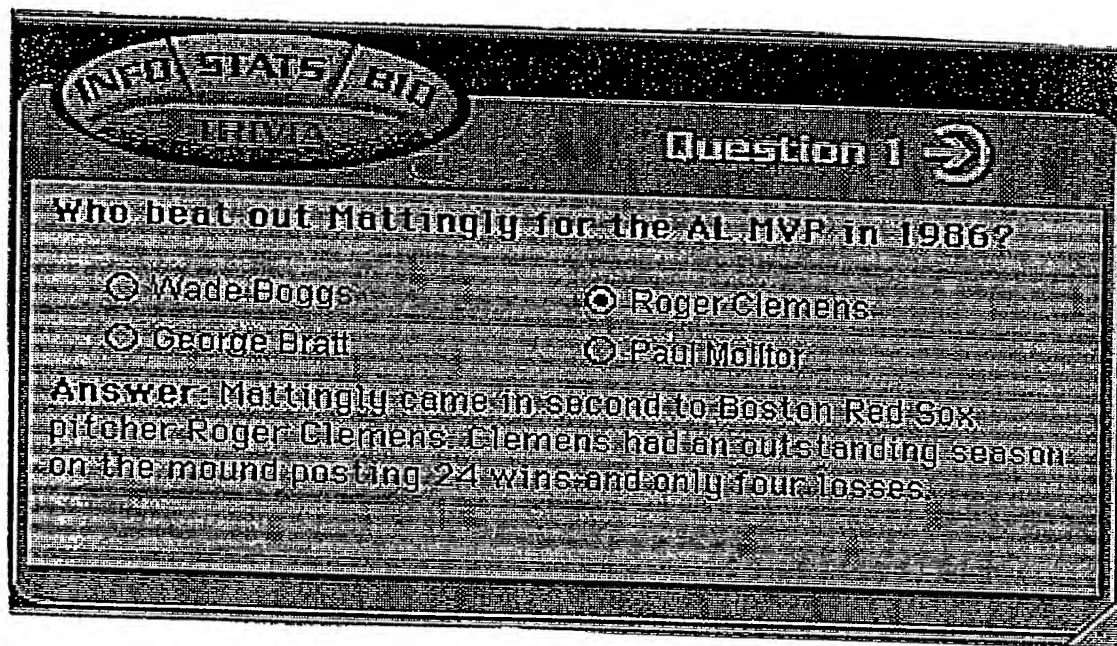 INFO STATS BIO
TRIVIA
Question 1
Who beat out Mattingly for the AL MVP in 1986?
Wade Boggs Roger Clemens
George Brett Paul Molitor
Answer: Mattingly came in second to Boston Red Sox
pitcher Roger Clemens. Clemens had an outstanding season
on the mound posting 24 wins and only four losses.